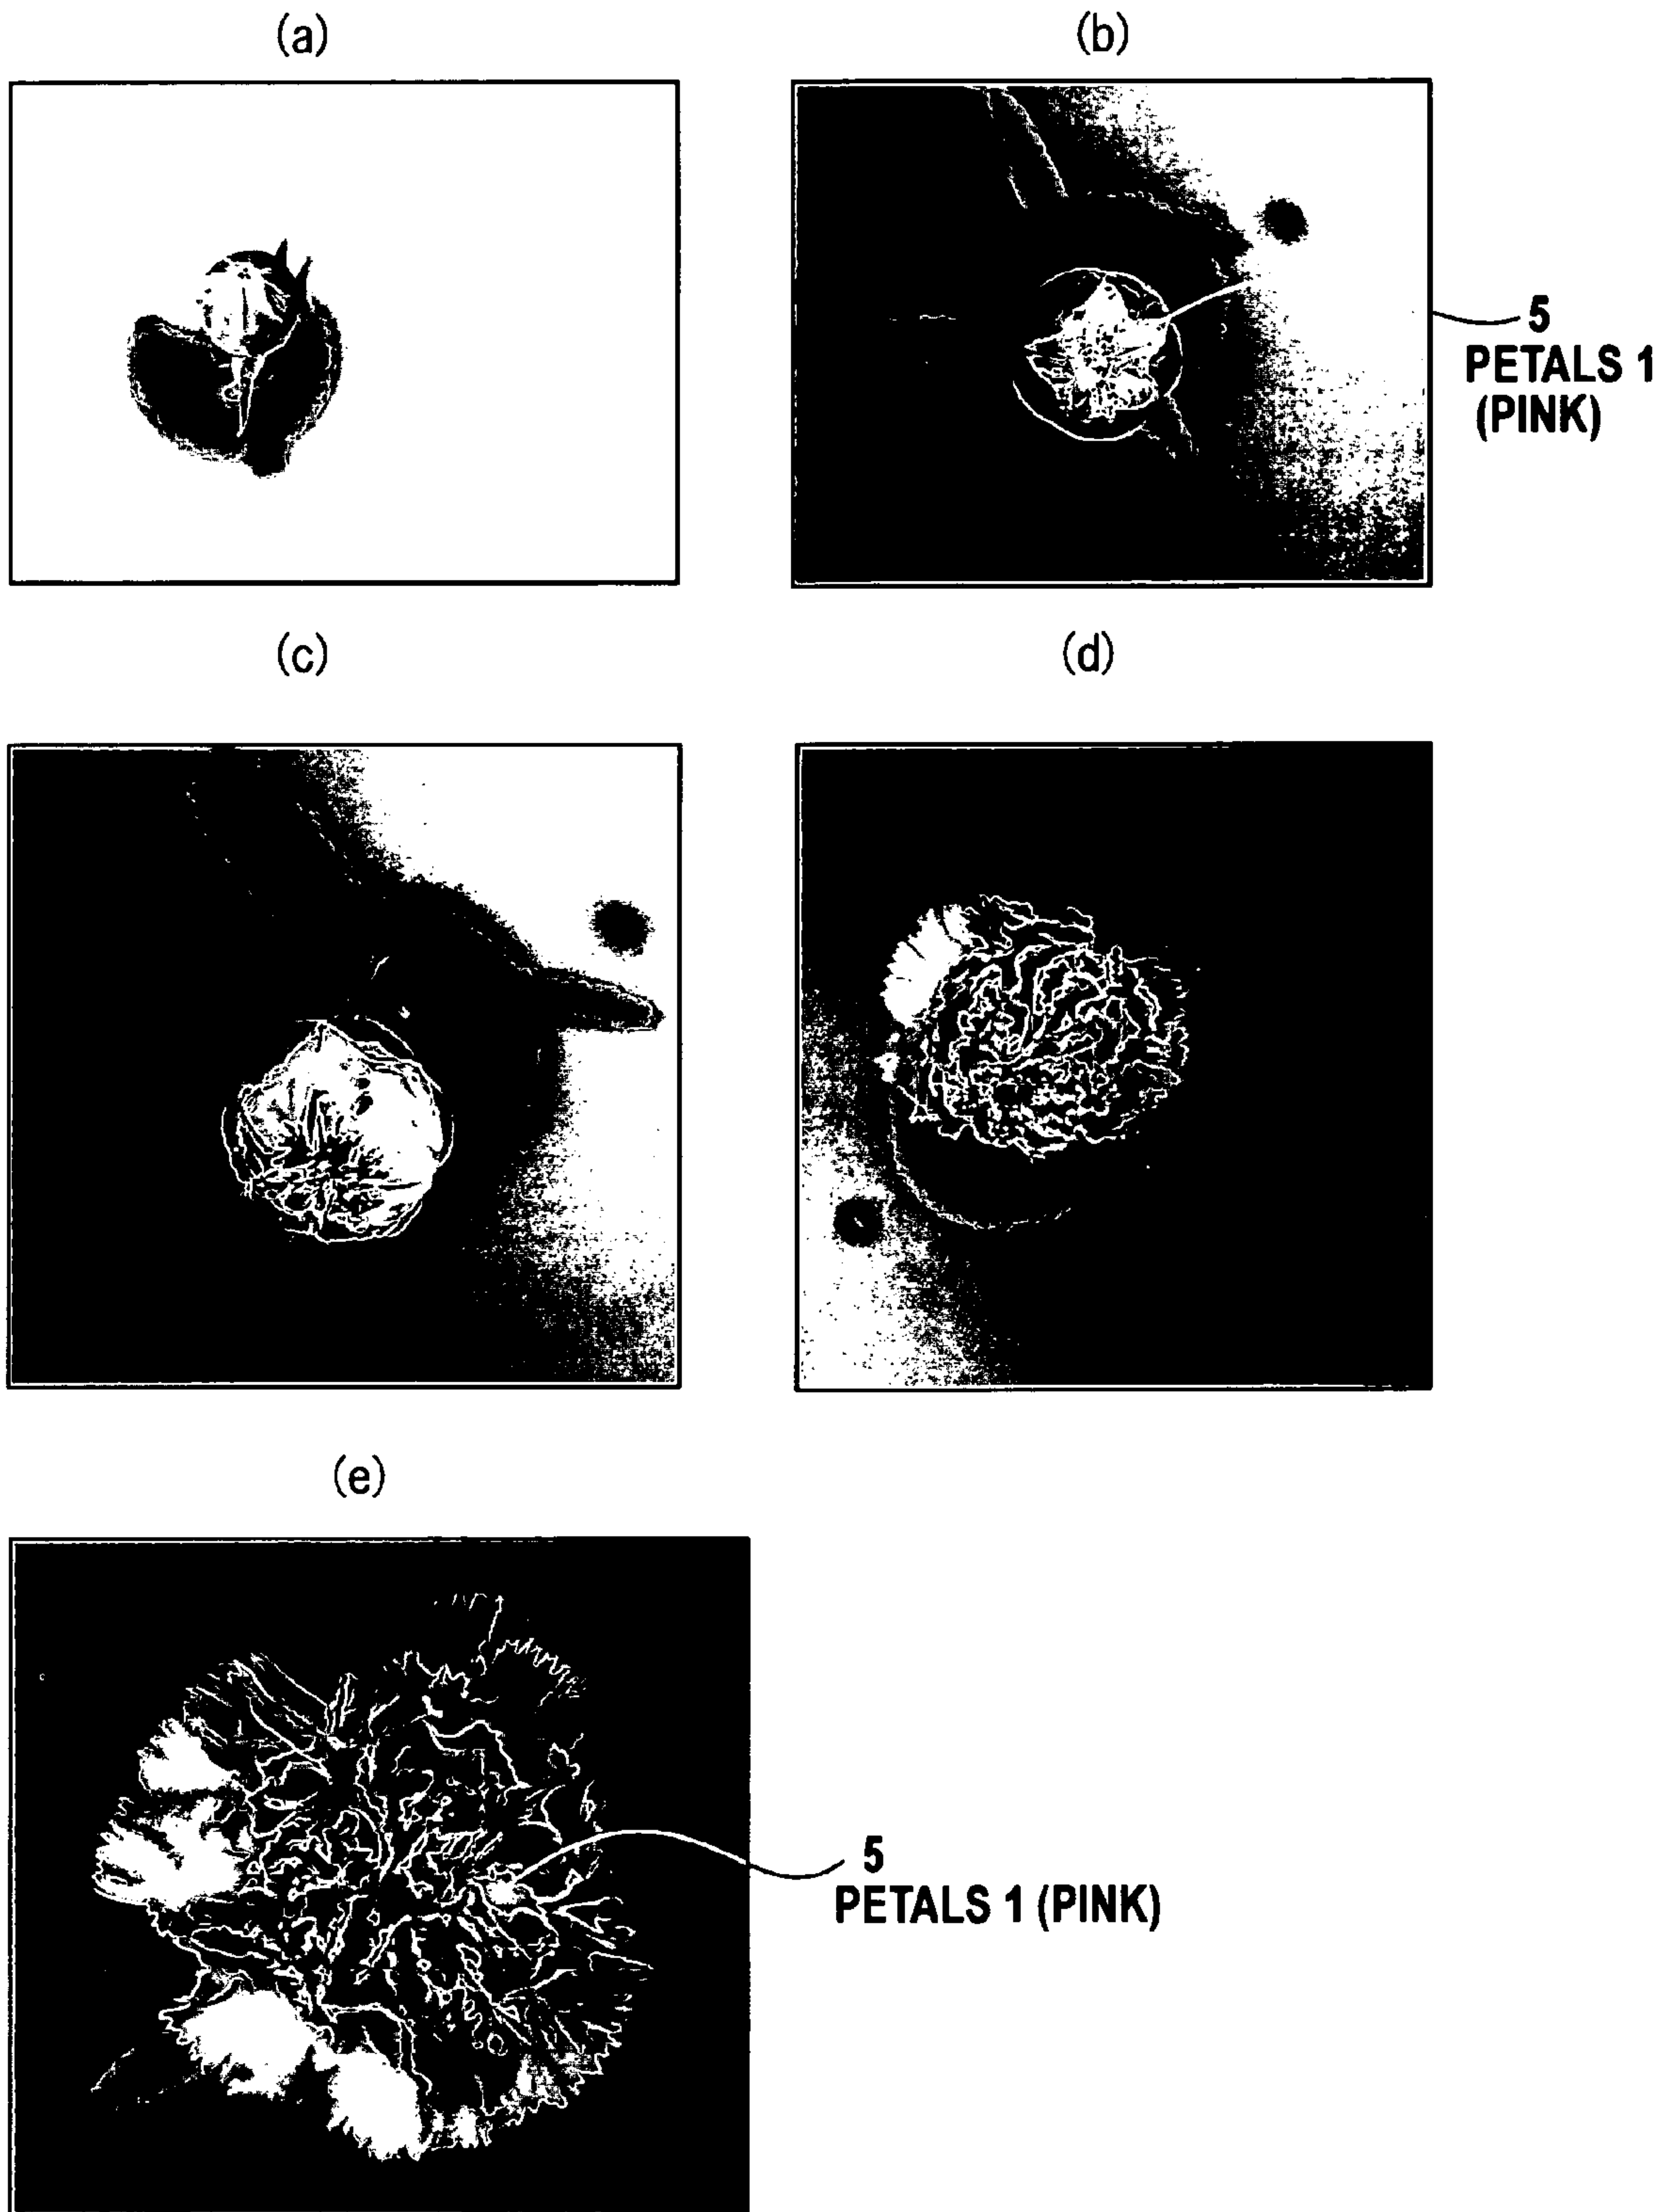 (a)
(b)
5
PETALS 1
(PINK)
(c)
(d)
(e)
5
PETALS 1 (PINK)